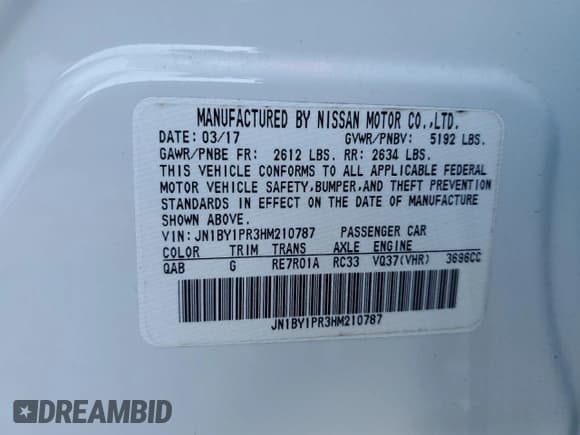 MANUFACTURED BY NISSAN MOTOR CO.,LTD.
DATE: 03/17 GVWR/PNBV: 5192 LBS.
GAWR/PNBE FR: 2612 LBS. RR: 2634 LBS.
THIS VEHICLE CONFORMS TO ALL APPLICABLE FEDERAL
MOTOR VEHICLE SAFETY,BUMPER,AND THEFT PREVENTION
STANDARDS IN EFFECT ON THE DATE OF MANUFACTURE
SHOWN ABOVE.
VIN: JN1BY1PR3HM210787 PASSENGER CAR
COLOR TRIM TRANS AXLE ENGINE
QAB G RE7R01A RC33 VQ37(VHR) 3696CC
JN1BY1PR3HM210787
DREAMBID